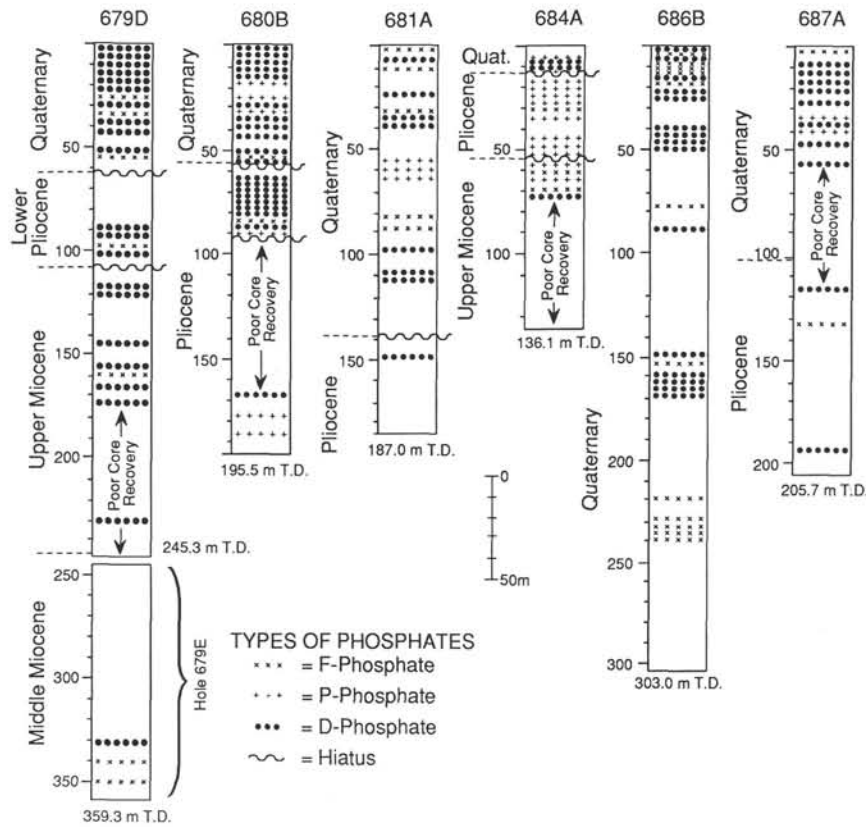 679D 680B 681A 684A 686B 687A
Quaternary
Lower
Pliocene
Upper Miocene
Middle Miocene
50
100
150
200
250
300
350
Poor Core
Recovery
245.3 m T.D.
Hole 679E
359.3 m T.D.
Quaternary
Pliocene
50
100
150
Poor Core
Recovery
195.5 m T.D.
Quaternary
Pliocene
50
100
150
187.0 m T.D.
Quat.
Pliocene
Upper Miocene
50
100
Poor Core
Recovery
136.1 m T.D.
Quaternary
50
100
150
200
250
300
303.0 m T.D.
Quaternary
Pliocene
50
100
150
200
Poor Core
Recovery
205.7 m T.D.
0
50m
TYPES OF PHOSPHATES
= F-Phosphate
= P-Phosphate
= D-Phosphate
= Hiatus